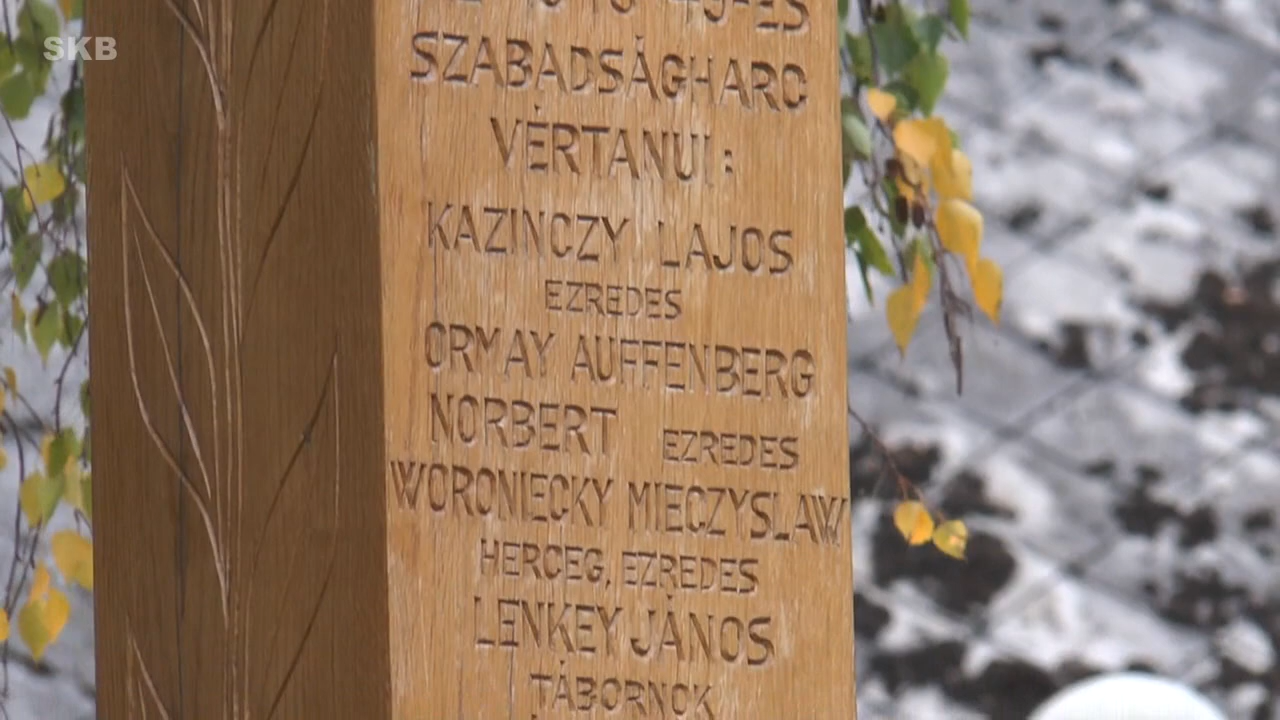 SKB
SZABADSÁGHARC
VÉRTANUI:
KAZINCZY LAJOS
EZREDES
ORMAY AUFFENBERG
NORBERT EZREDES
WORONIECKY MIECZYSLAW
HERCEG, EZREDES
LENKEY JÁNOS
TÁBORNOK